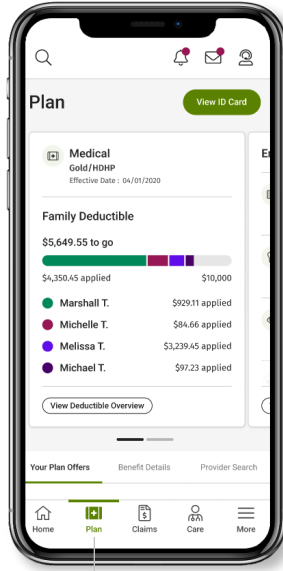 Plan
View ID Card
Medical
Gold/HDHP
Effective Date : 04/01/2020
Family Deductible
$5,649.55 to go
$4,350.45 applied $10,000
Marshall T. $929.11 applied
Michelle T. $84.66 applied
Melissa T. $3,239.45 applied
Michael T. $97.23 applied
View Deductible Overview
Your Plan Offers Benefit Details Provider Search
Home Plan Claims Care More